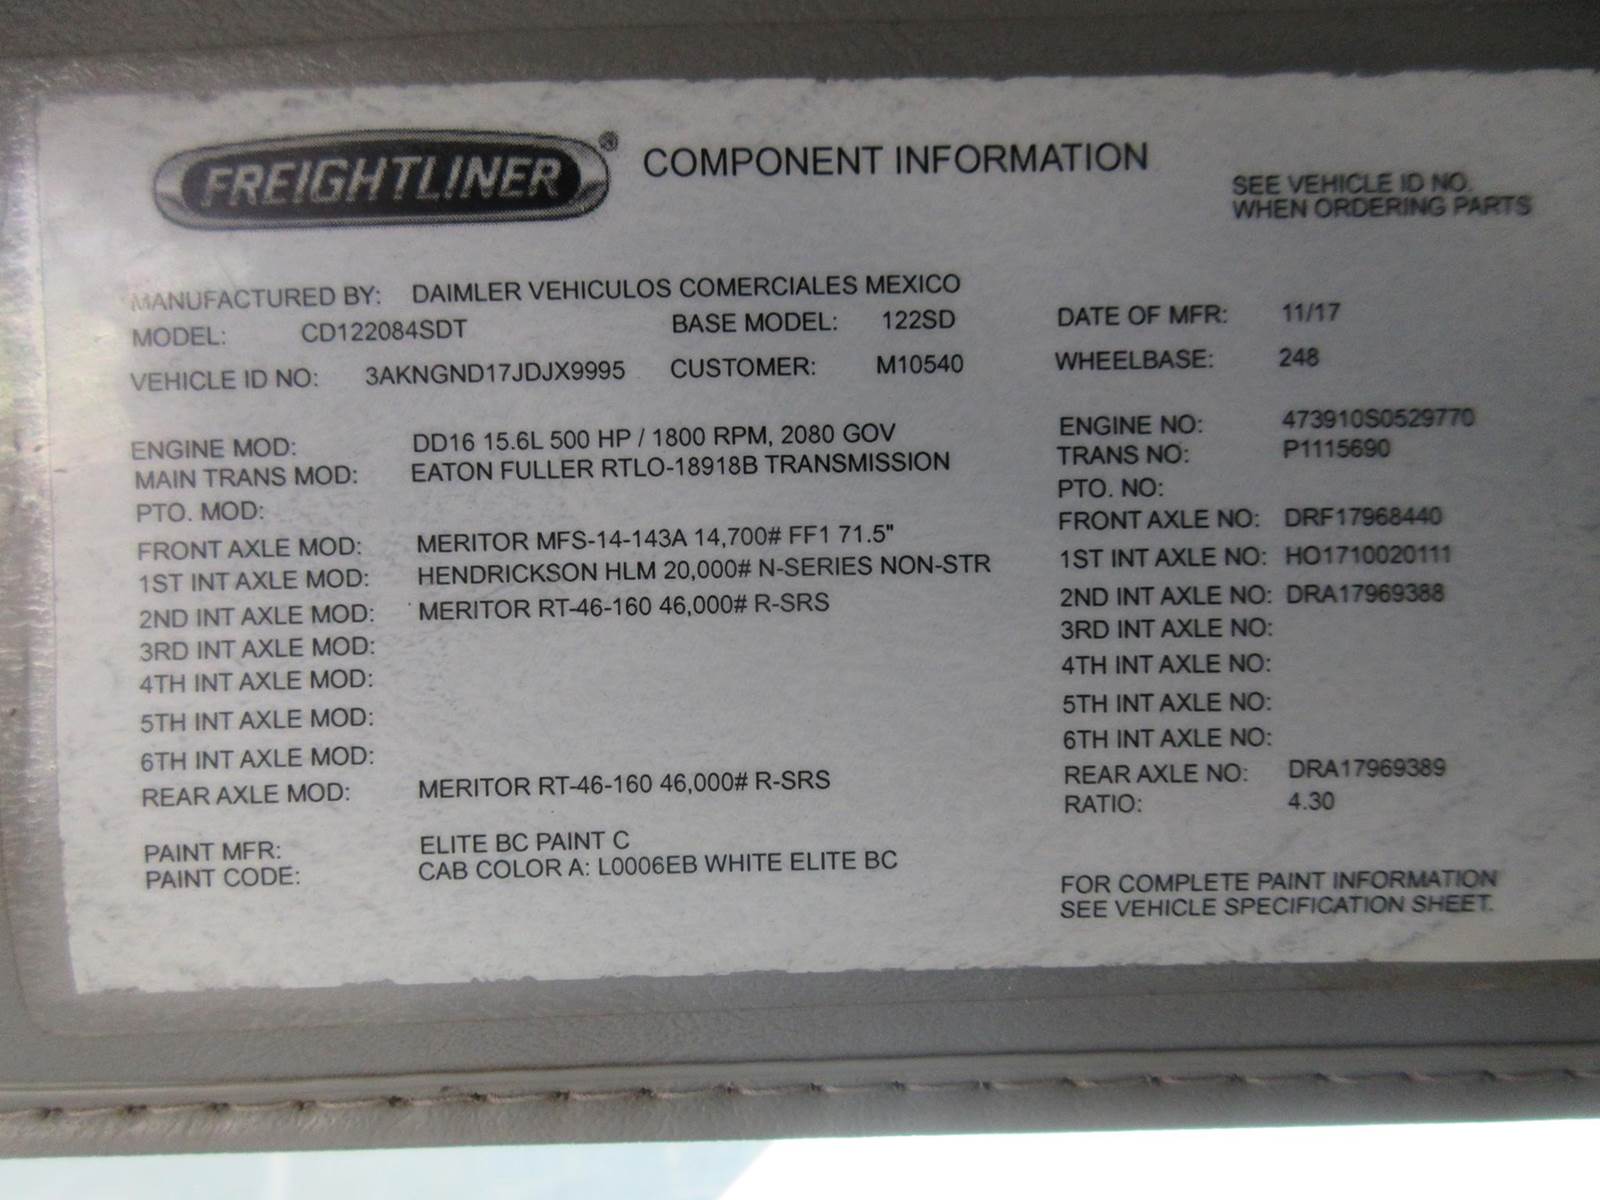 FREIGHTLINER® COMPONENT INFORMATION
SEE VEHICLE ID NO.
WHEN ORDERING PARTS
MANUFACTURED BY: DAIMLER VEHICULOS COMERCIALES MEXICO
MODEL: CD122084SDT BASE MODEL: 122SD DATE OF MFR: 11/17
VEHICLE ID NO: 3AKNGND17JDJX9995 CUSTOMER: M10540 WHEELBASE: 248
ENGINE MOD: DD16 15.6L 500 HP / 1800 RPM, 2080 GOV ENGINE NO: 473910S0529770
MAIN TRANS MOD: EATON FULLER RTLO-18918B TRANSMISSION TRANS NO: P1115690
PTO. MOD: PTO. NO:
FRONT AXLE MOD: MERITOR MFS-14-143A 14,700# FF1 71.5" FRONT AXLE NO: DRF17968440
1ST INT AXLE MOD: HENDRICKSON HLM 20,000# N-SERIES NON-STR 1ST INT AXLE NO: HO1710020111
2ND INT AXLE MOD: MERITOR RT-46-160 46,000# R-SRS 2ND INT AXLE NO: DRA17969388
3RD INT AXLE MOD: 3RD INT AXLE NO:
4TH INT AXLE MOD: 4TH INT AXLE NO:
5TH INT AXLE MOD: 5TH INT AXLE NO:
6TH INT AXLE MOD: 6TH INT AXLE NO:
REAR AXLE MOD: MERITOR RT-46-160 46,000# R-SRS REAR AXLE NO: DRA17969389
RATIO: 4.30
PAINT MFR: ELITE BC PAINT C
PAINT CODE: CAB COLOR A: L0006EB WHITE ELITE BC
FOR COMPLETE PAINT INFORMATION
SEE VEHICLE SPECIFICATION SHEET.